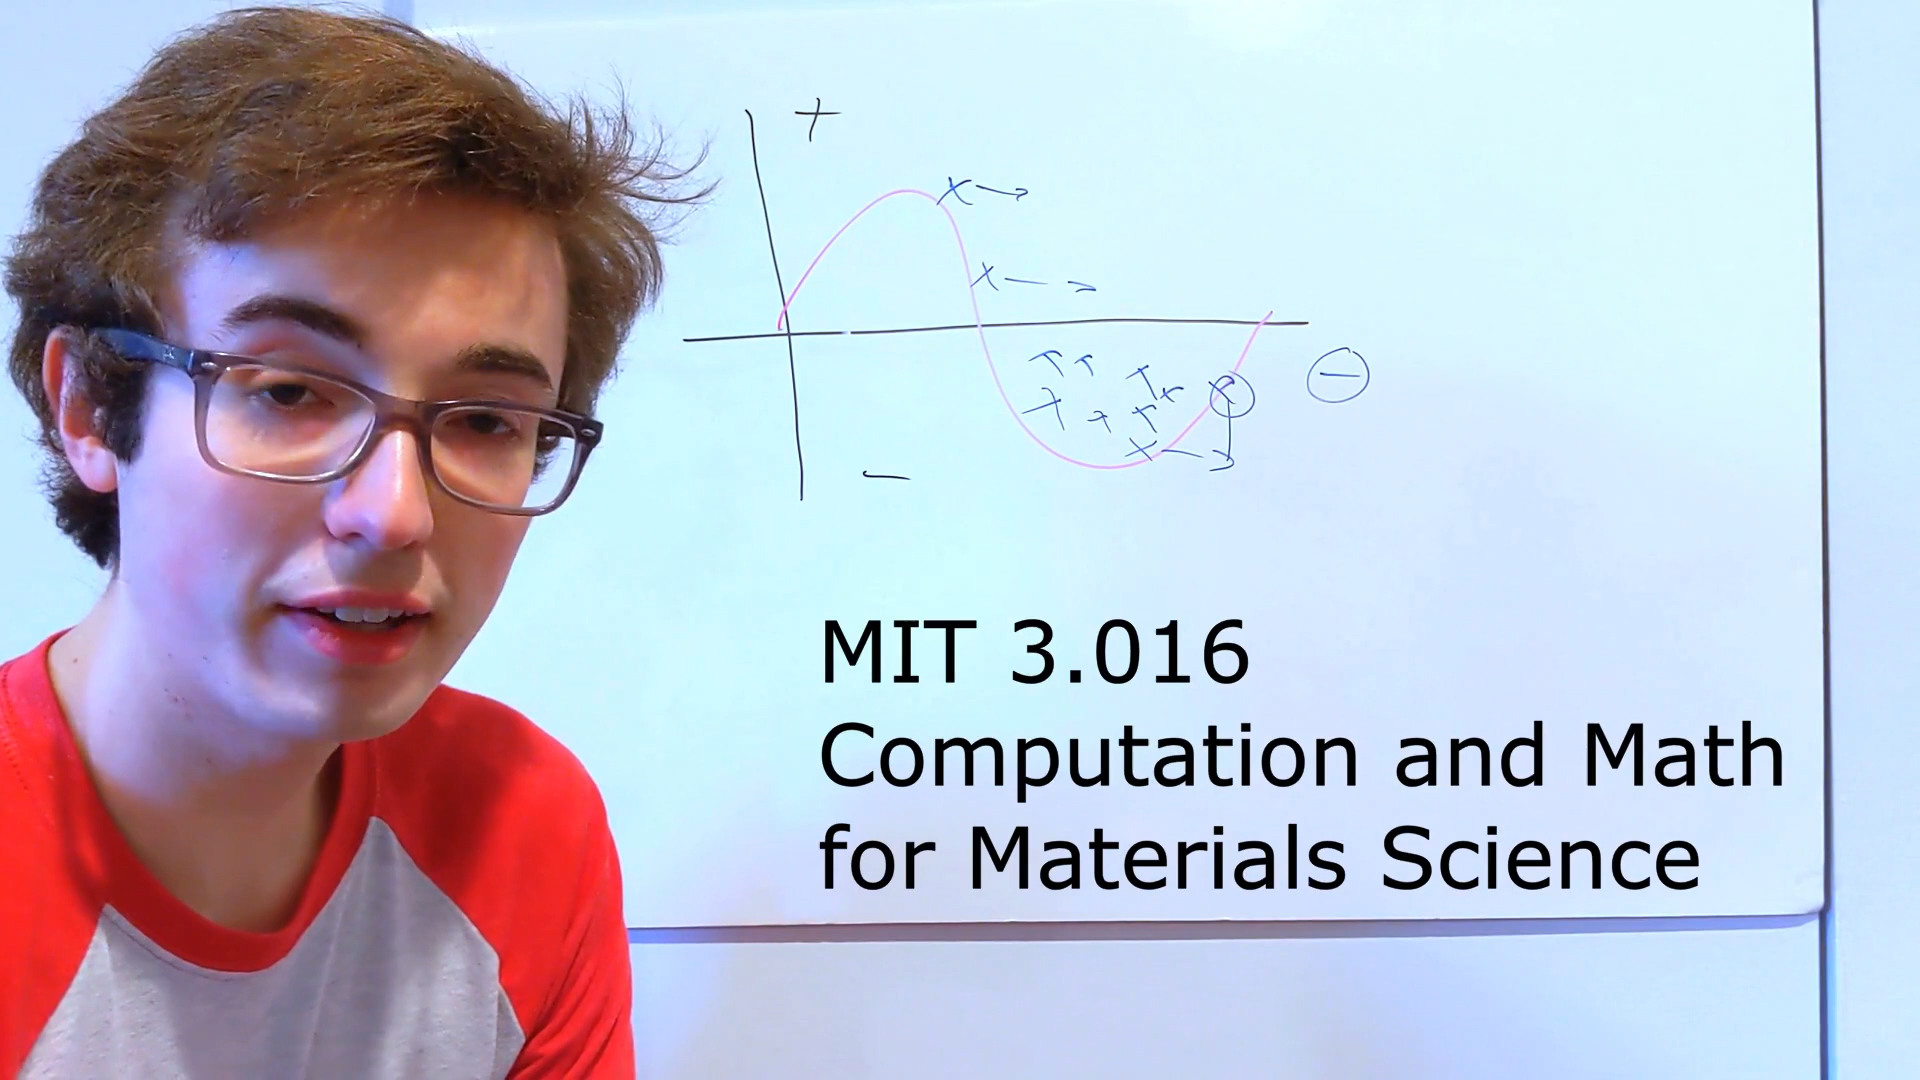 +
x →
x →
−
−
MIT 3.016
Computation and Math
for Materials Science